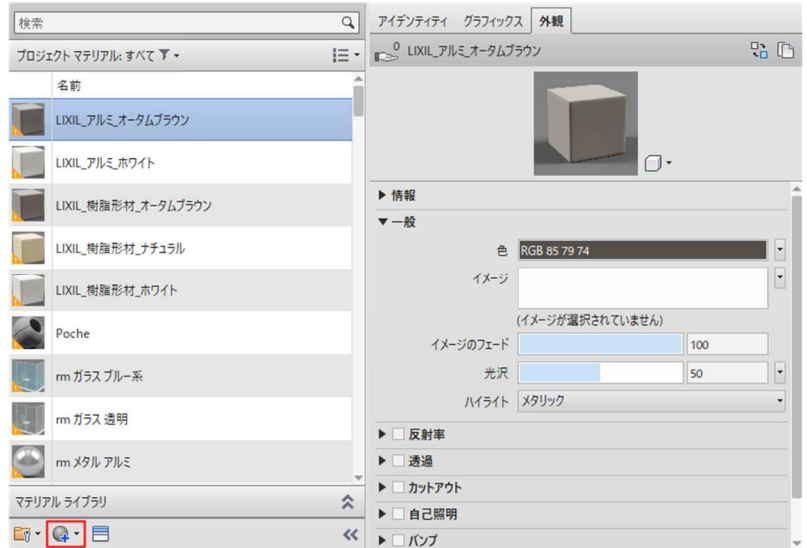 検索
プロジェクト マテリアル: すべて
名前
LIXIL_アルミ_オータムブラウン
LIXIL_アルミ_ホワイト
LIXIL_樹脂形材_オータムブラウン
LIXIL_樹脂形材_ナチュラル
LIXIL_樹脂形材_ホワイト
Poche
rm ガラス ブルー系
rm ガラス 透明
rm メタル アルミ
マテリアル ライブラリ
アイデンティティ グラフィックス 外観
0 LIXIL_アルミ_オータムブラウン
情報
一般
色 RGB 85 79 74
イメージ
(イメージが選択されていません)
イメージのフェード 100
光沢 50
ハイライト メタリック
反射率
透過
カットアウト
自己照明
バンプ